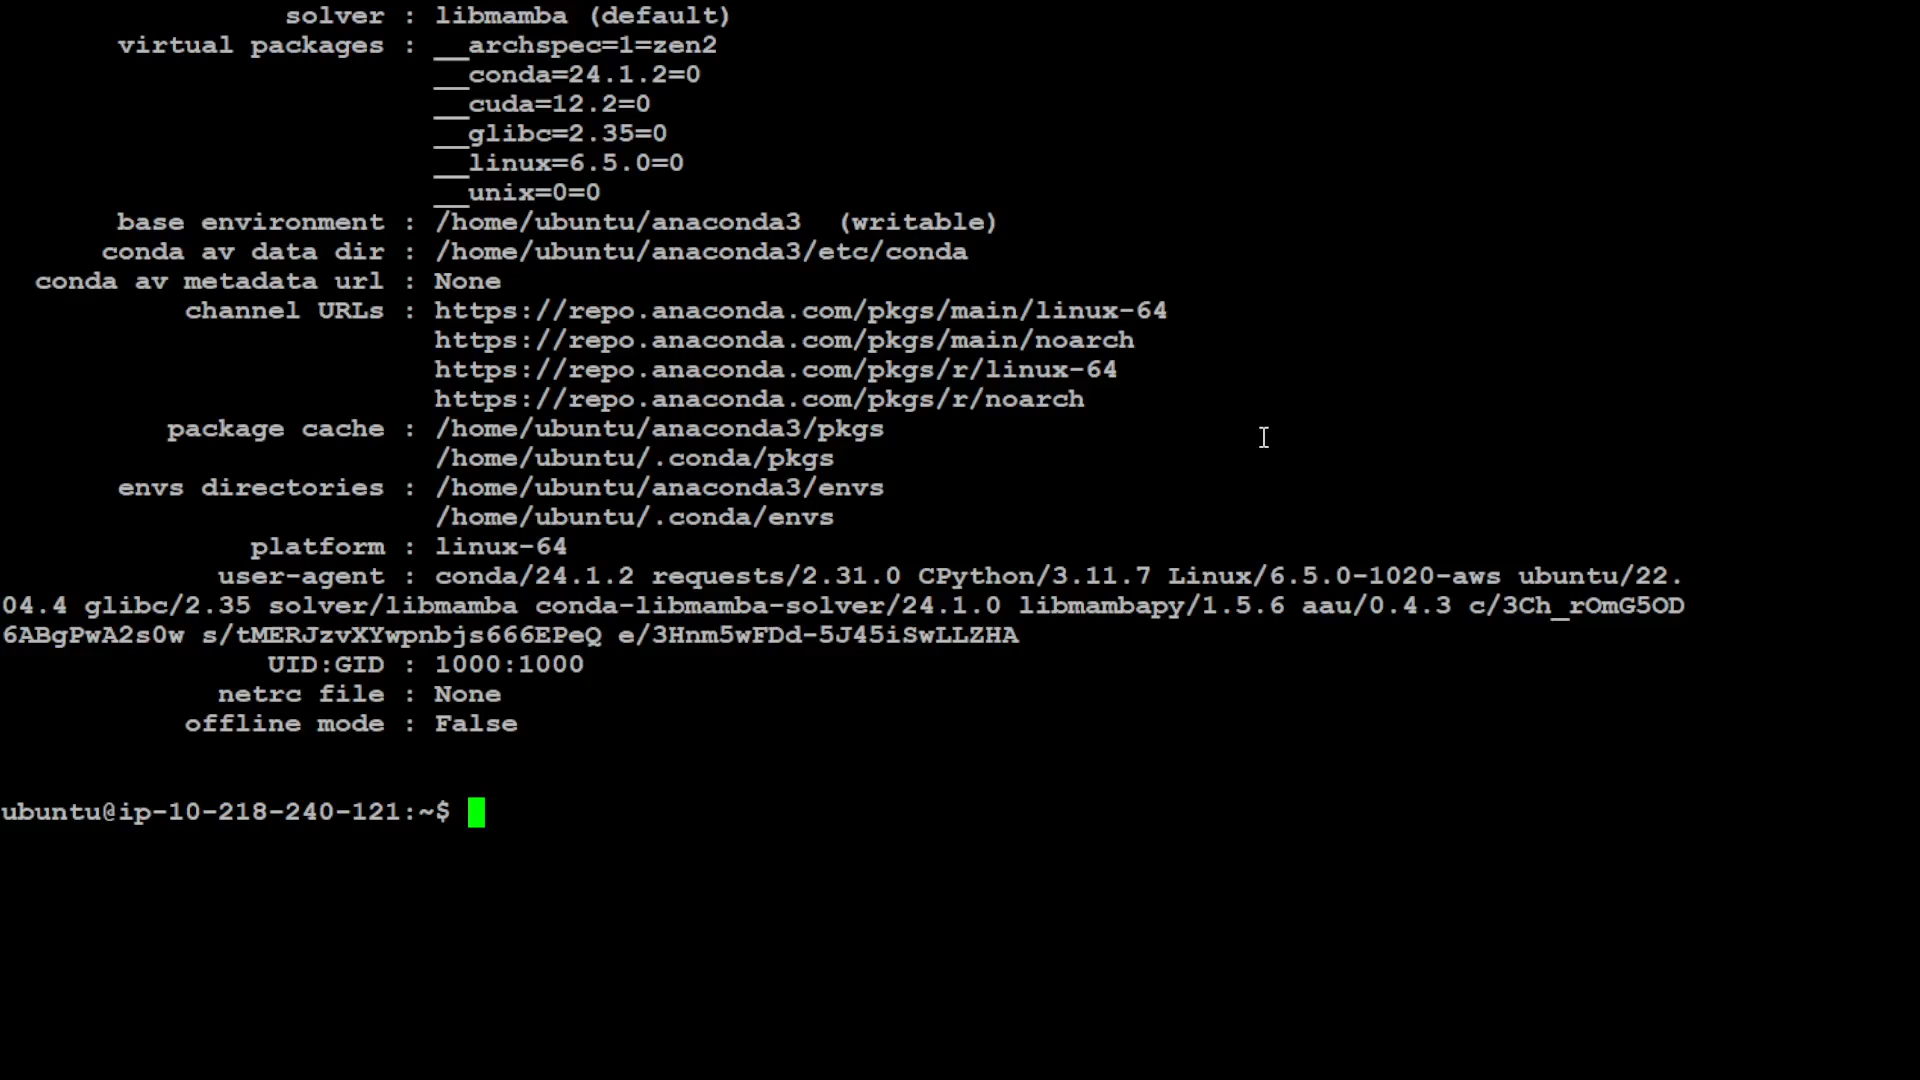 solver : libmamba (default)
virtual packages : __archspec=1=zen2
__conda=24.1.2=0
__cuda=12.2=0
__glibc=2.35=0
__linux=6.5.0=0
__unix=0=0
base environment : /home/ubuntu/anaconda3  (writable)
conda av data dir : /home/ubuntu/anaconda3/etc/conda
conda av metadata url : None
channel URLs : https://repo.anaconda.com/pkgs/main/linux-64
https://repo.anaconda.com/pkgs/main/noarch
https://repo.anaconda.com/pkgs/r/linux-64
https://repo.anaconda.com/pkgs/r/noarch
package cache : /home/ubuntu/anaconda3/pkgs
/home/ubuntu/.conda/pkgs
envs directories : /home/ubuntu/anaconda3/envs
/home/ubuntu/.conda/envs
platform : linux-64
user-agent : conda/24.1.2 requests/2.31.0 CPython/3.11.7 Linux/6.5.0-1020-aws ubuntu/22.
04.4 glibc/2.35 solver/libmamba conda-libmamba-solver/24.1.0 libmambapy/1.5.6 aau/0.4.3 c/3Ch_rOmG5OD
6ABgPwA2s0w s/tMERJzvXYwpnbjs666EPeQ e/3Hnm5wFDd-5J45iSwLLZHA
UID:GID : 1000:1000
netrc file : None
offline mode : False
ubuntu@ip-10-218-240-121:~$